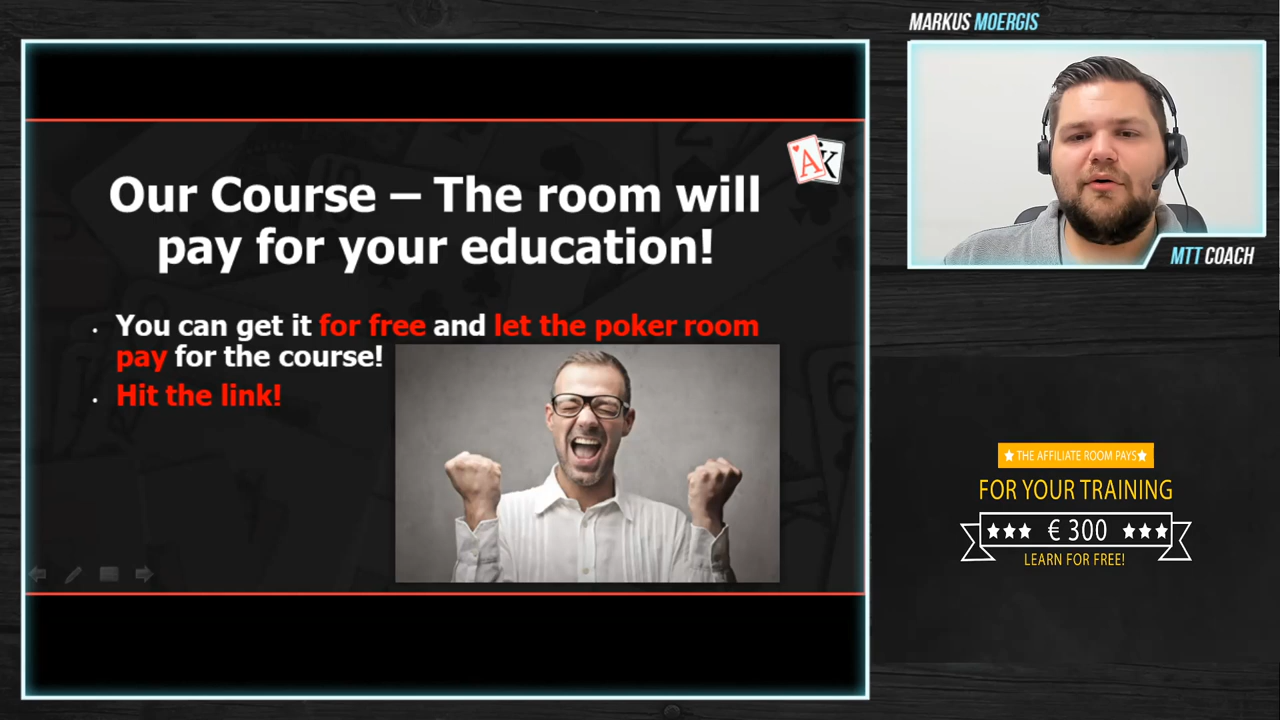 MARKUS MOERGIS
A K
Our Course – The room will
pay for your education!
• You can get it for free and let the poker room
pay for the course!
• Hit the link!
MTT COACH
★ THE AFFILIATE ROOM PAYS ★
FOR YOUR TRAINING
★★★ € 300 ★★★
LEARN FOR FREE!